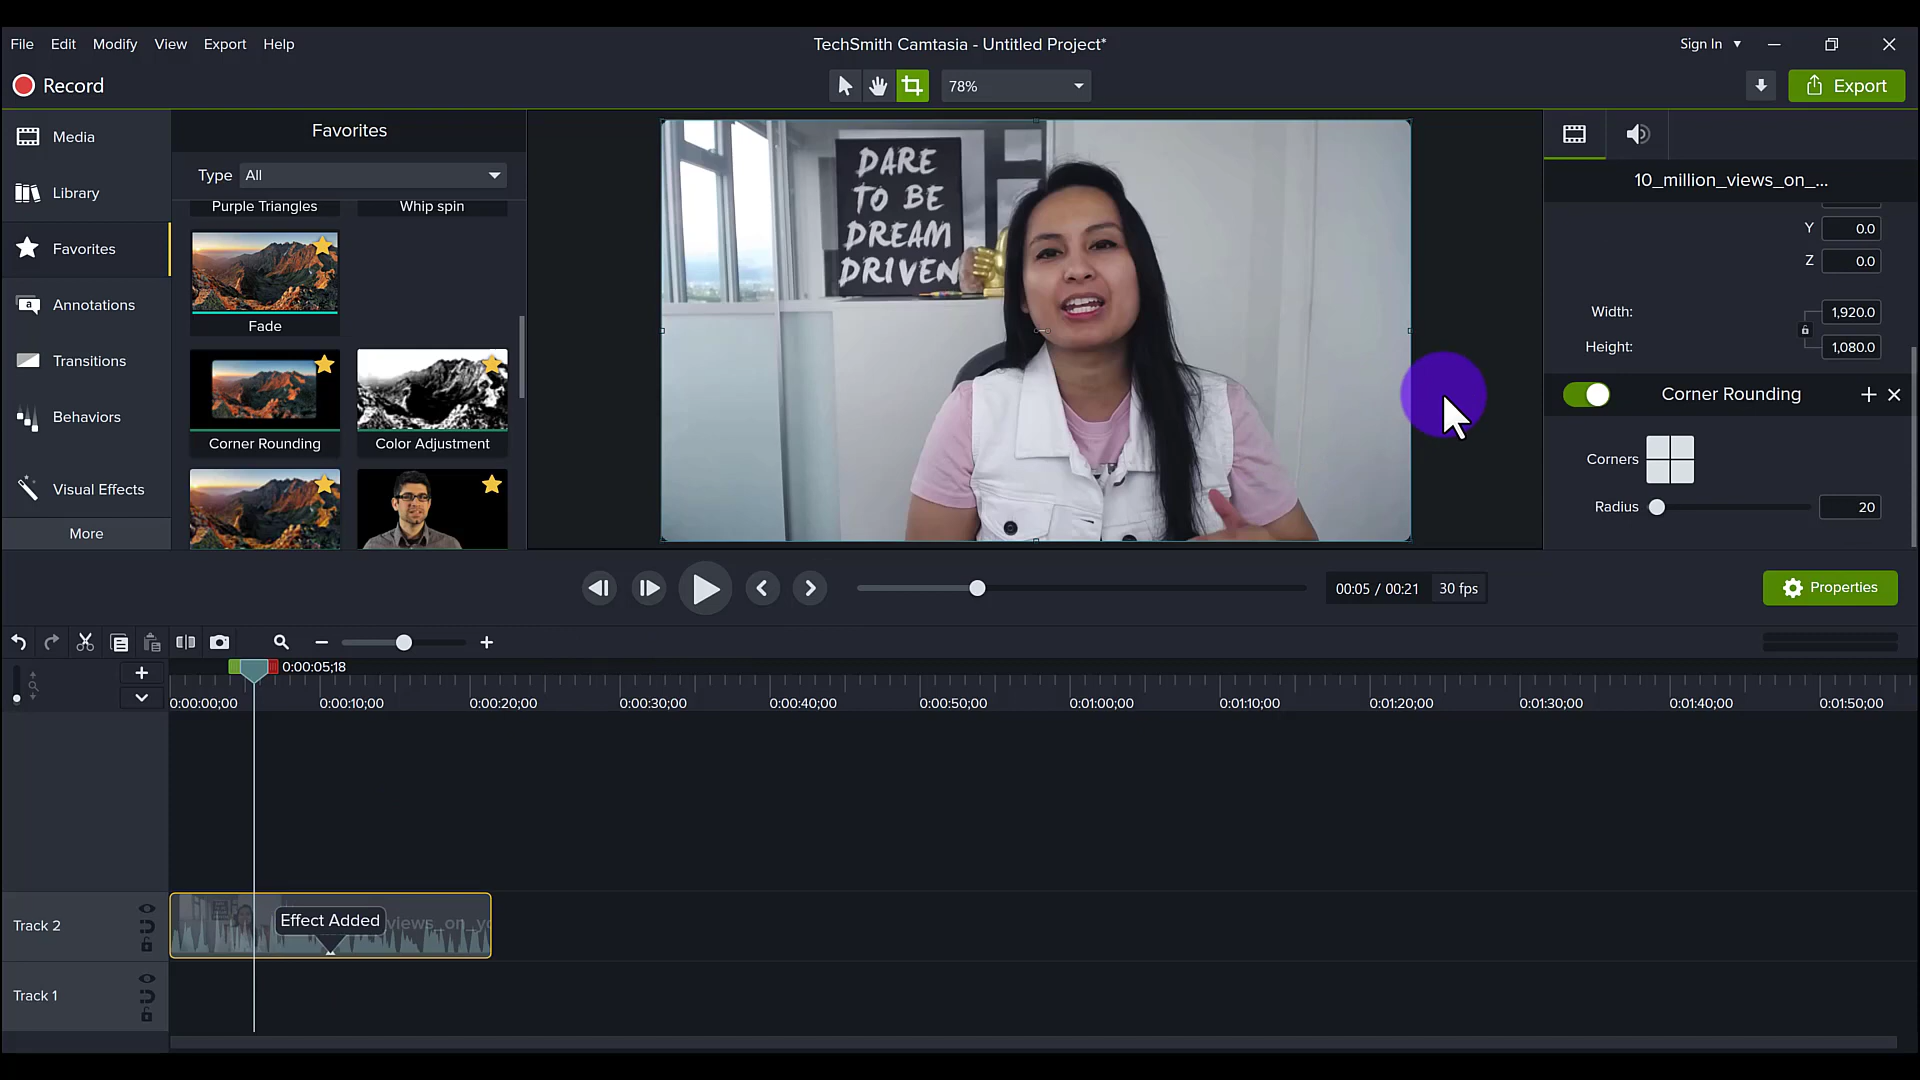 File Edit Modify View Export Help
TechSmith Camtasia - Untitled Project*
Sign In
Record
78%
Export
Media
Library
Favorites
Annotations
Transitions
Behaviors
Visual Effects
More
Favorites
Type All
Purple Triangles Whip spin
Fade
Corner Rounding Color Adjustment
DARE
TO BE
DREAM
DRIVEN
10_million_views_on_...
Y 0.0
Z 0.0
Width: 1,920.0
Height: 1,080.0
Corner Rounding
Corners
Radius 20
00:05 / 00:21 30 fps
Properties
0:00:05;18
0:00:00;00 0:00:10;00 0:00:20;00 0:00:30;00 0:00:40;00 0:00:50;00 0:01:00;00 0:01:10;00 0:01:20;00 0:01:30;00 0:01:40;00 0:01:50;00
Track 2
Effect Added
views_on_yo
Track 1